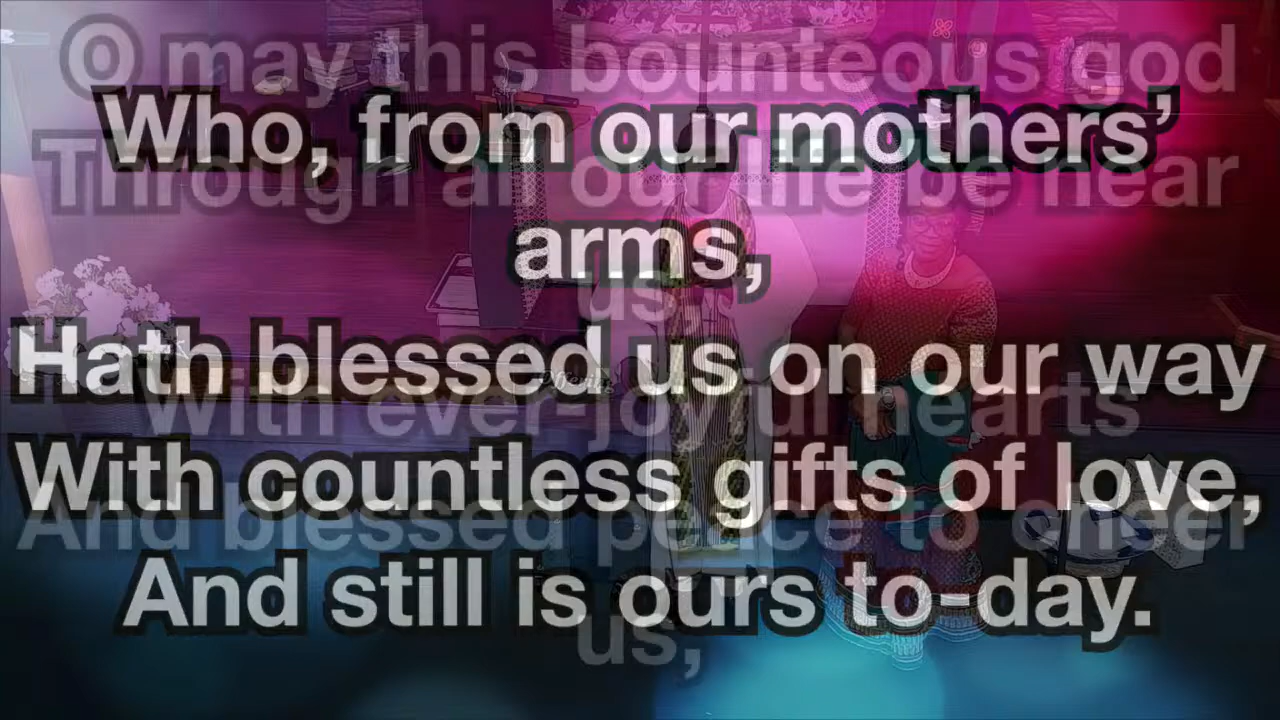 O may this bounteous god
Through all our life be near
us,
With ever-joyful hearts
And blessed peace to cheer
us,
Who, from our mothers’
arms,
Hath blessed us on our way
With countless gifts of love,
And still is ours to-day.